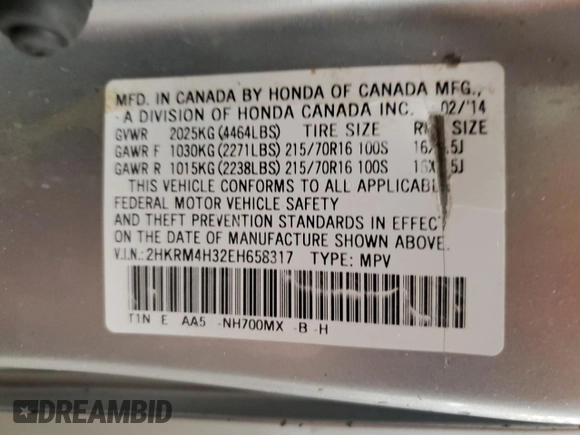 MFD. IN CANADA BY HONDA OF CANADA MFG.,
A DIVISION OF HONDA CANADA INC. 02/'14
GVWR 2025KG (4464LBS) TIRE SIZE SIZE
GAWR F 1030KG (2271LBS) 215/70R16 100S
GAWR R 1015KG (2238LBS) 215/70R16 100S
THIS VEHICLE CONFORMS TO ALL
FEDERAL MOTOR VEHICLE SAFETY
AND THEFT PREVENTION STANDARDS IN EFFECT
ON THE DATE OF MANUFACTURE SHOWN ABOVE.
V.I.N.:2HKRM4H32EH658317 TYPE: MPV
T1N E AA5 -NH700MX -B -H
DREAMBID